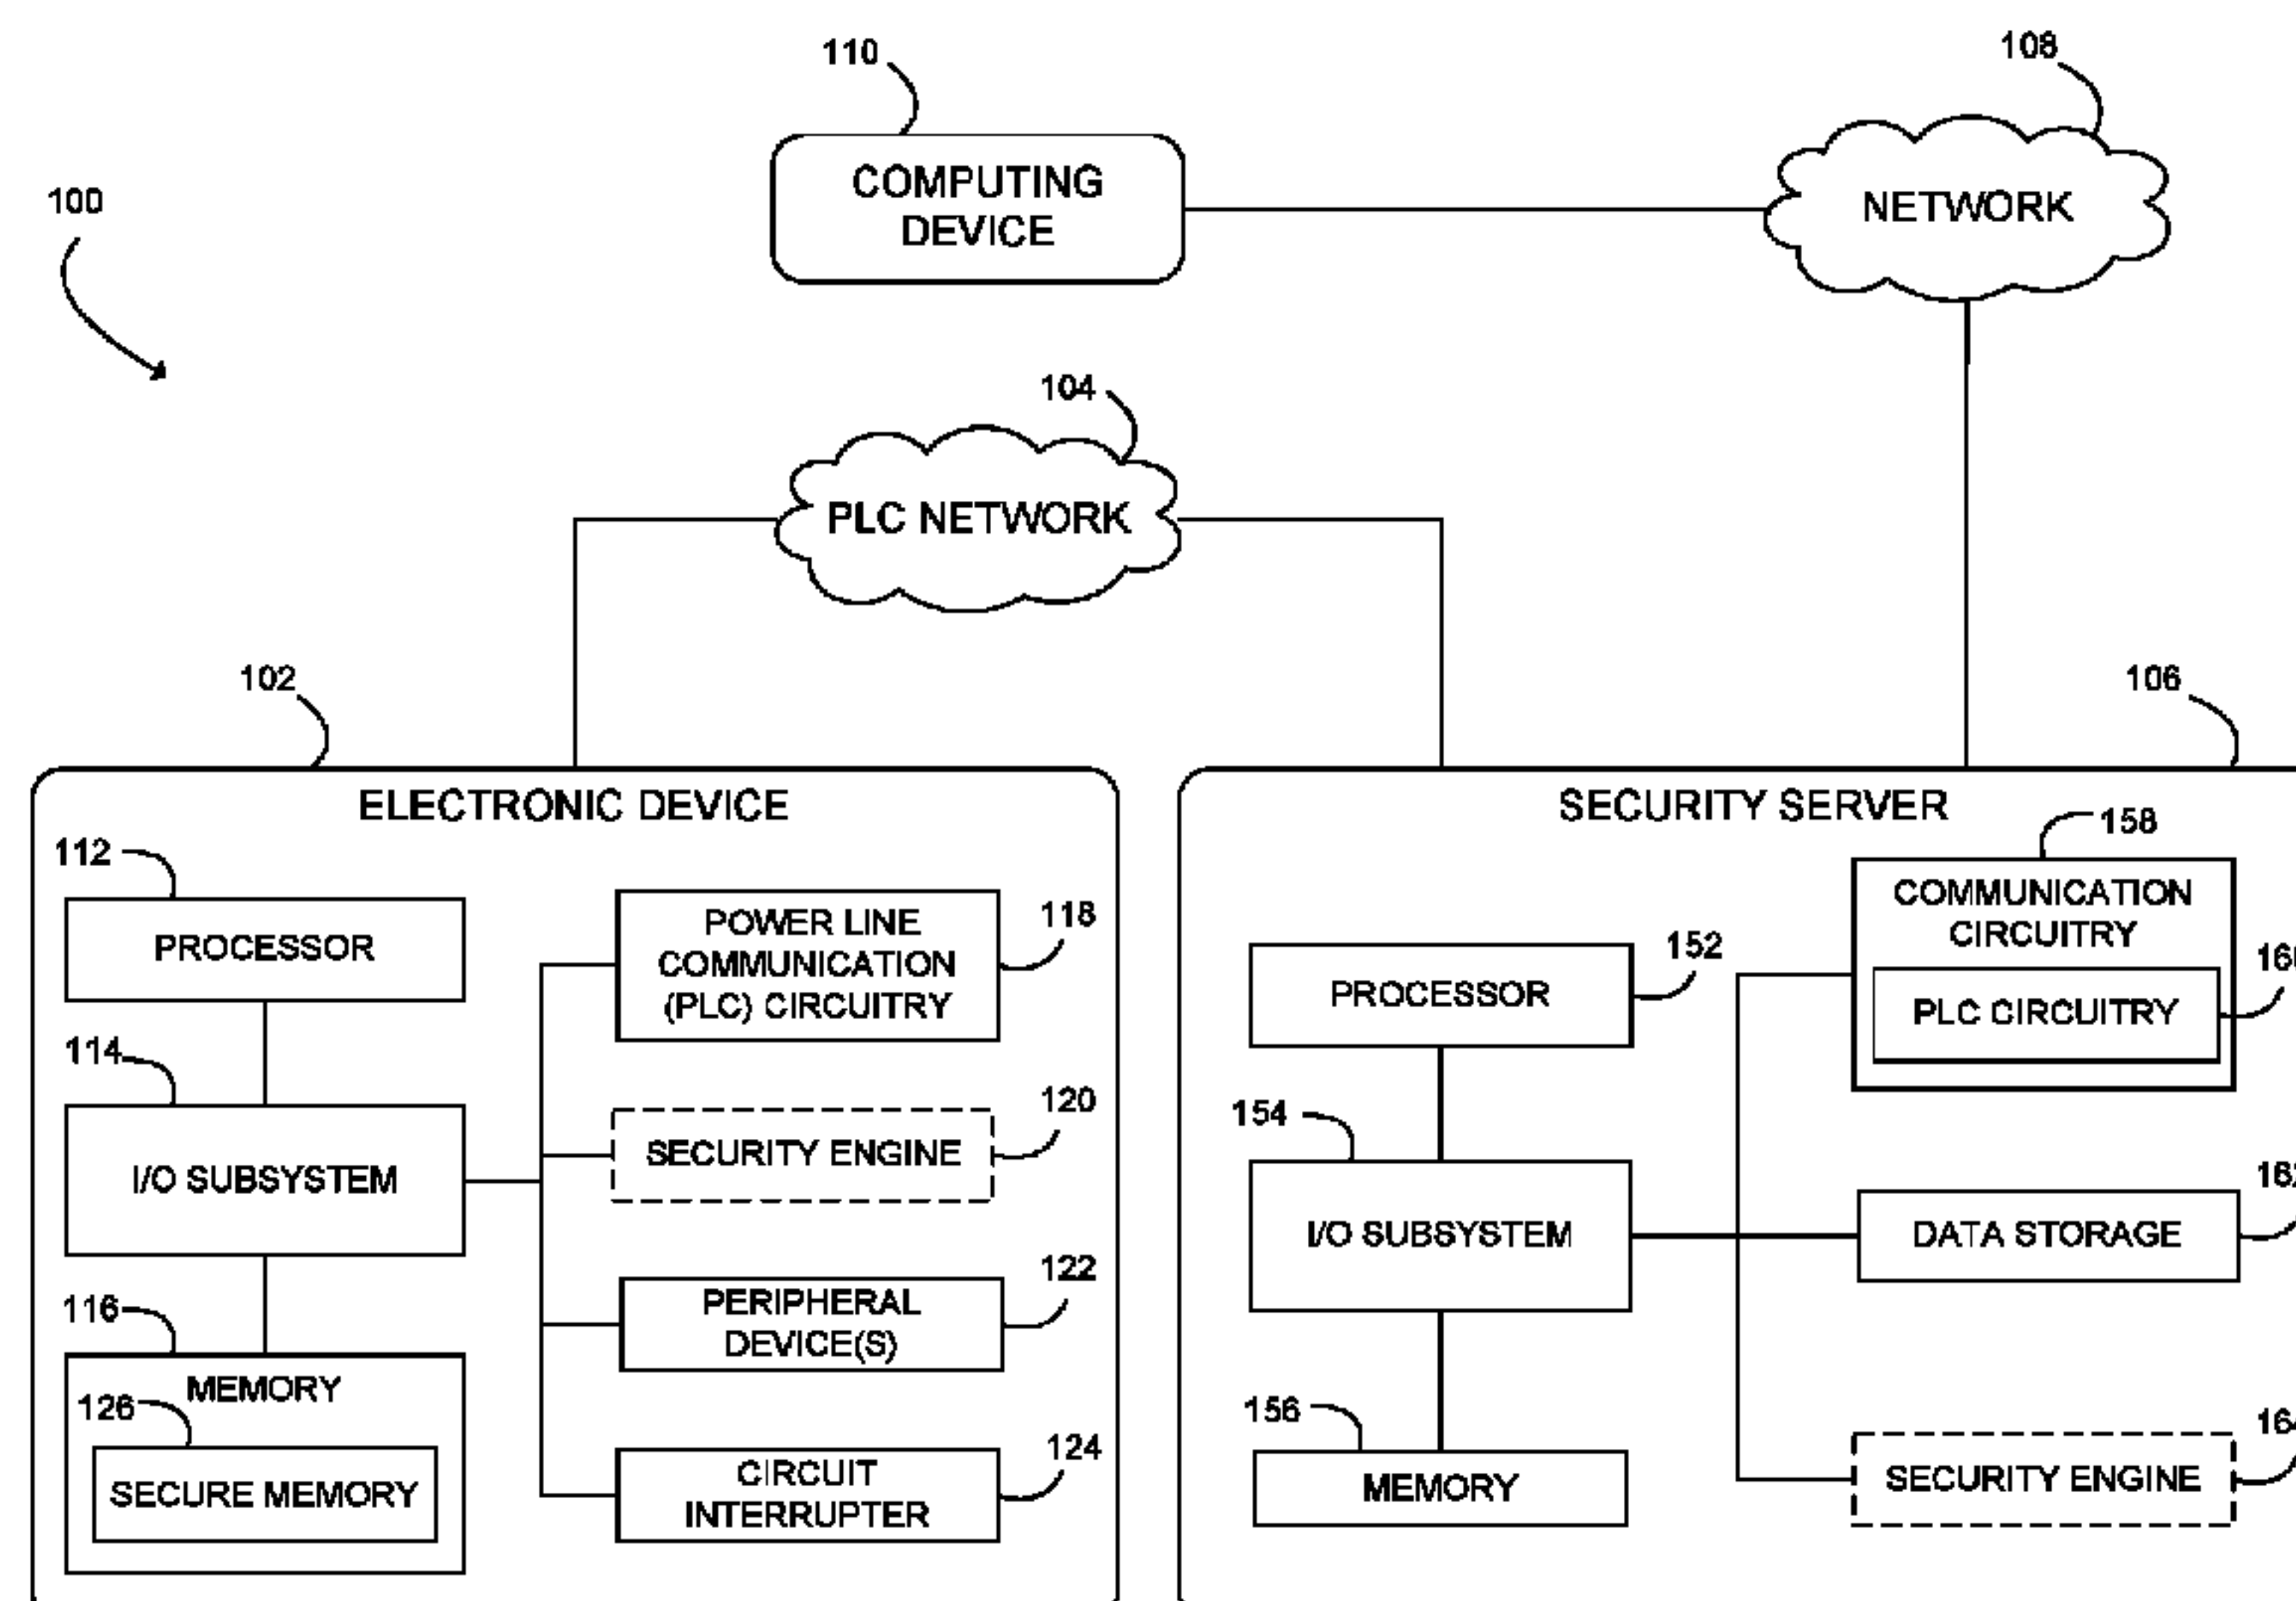 110
108
COMPUTING
DEVICE
NETWORK
100
104
PLC NETWORK
102
106
ELECTRONIC DEVICE
112
PROCESSOR
POWER LINE
COMMUNICATION
(PLC) CIRCUITRY
118
114
I/O SUBSYSTEM
SECURITY ENGINE
120
PERIPHERAL
DEVICE(S)
122
116
MEMORY
126
SECURE MEMORY
CIRCUIT
INTERRUPTER
124
SECURITY SERVER
158
COMMUNICATION
CIRCUITRY
PLC CIRCUITRY
PROCESSOR
152
154
I/O SUBSYSTEM
DATA STORAGE
156
MEMORY
SECURITY ENGINE